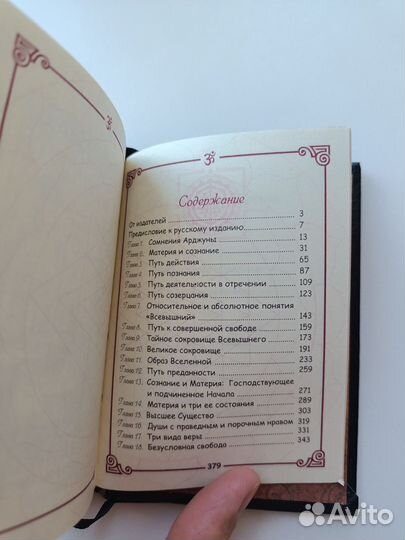 ॐ
Содержание
От издателей 3
Предисловие к русскому изданию 7
Глава 1. Сомнения Арджуны 13
Глава 2. Материя и сознание 31
Глава 3. Путь действия 65
Глава 4. Путь познания 87
Глава 5. Путь деятельности в отречении 109
Глава 6. Путь созерцания 123
Глава 7. Относительное и абсолютное понятия
«Всевышний» 143
Глава 8. Путь к совершенной свободе 159
Глава 9. Тайное сокровище Всевышнего 173
Глава 10. Великое сокровище 191
Глава 11. Образ Вселенной 233
Глава 12. Путь преданности 259
Глава 13. Сознание и Материя: Господствующее
и подчиненное Начала 271
Глава 14. Материя и три ее состояния 289
Глава 15. Высшее Существо 303
Глава 16. Души с праведным и порочным нравом 319
Глава 17. Три вида веры 331
Глава 18. Безусловная свобода 343
379
Avito